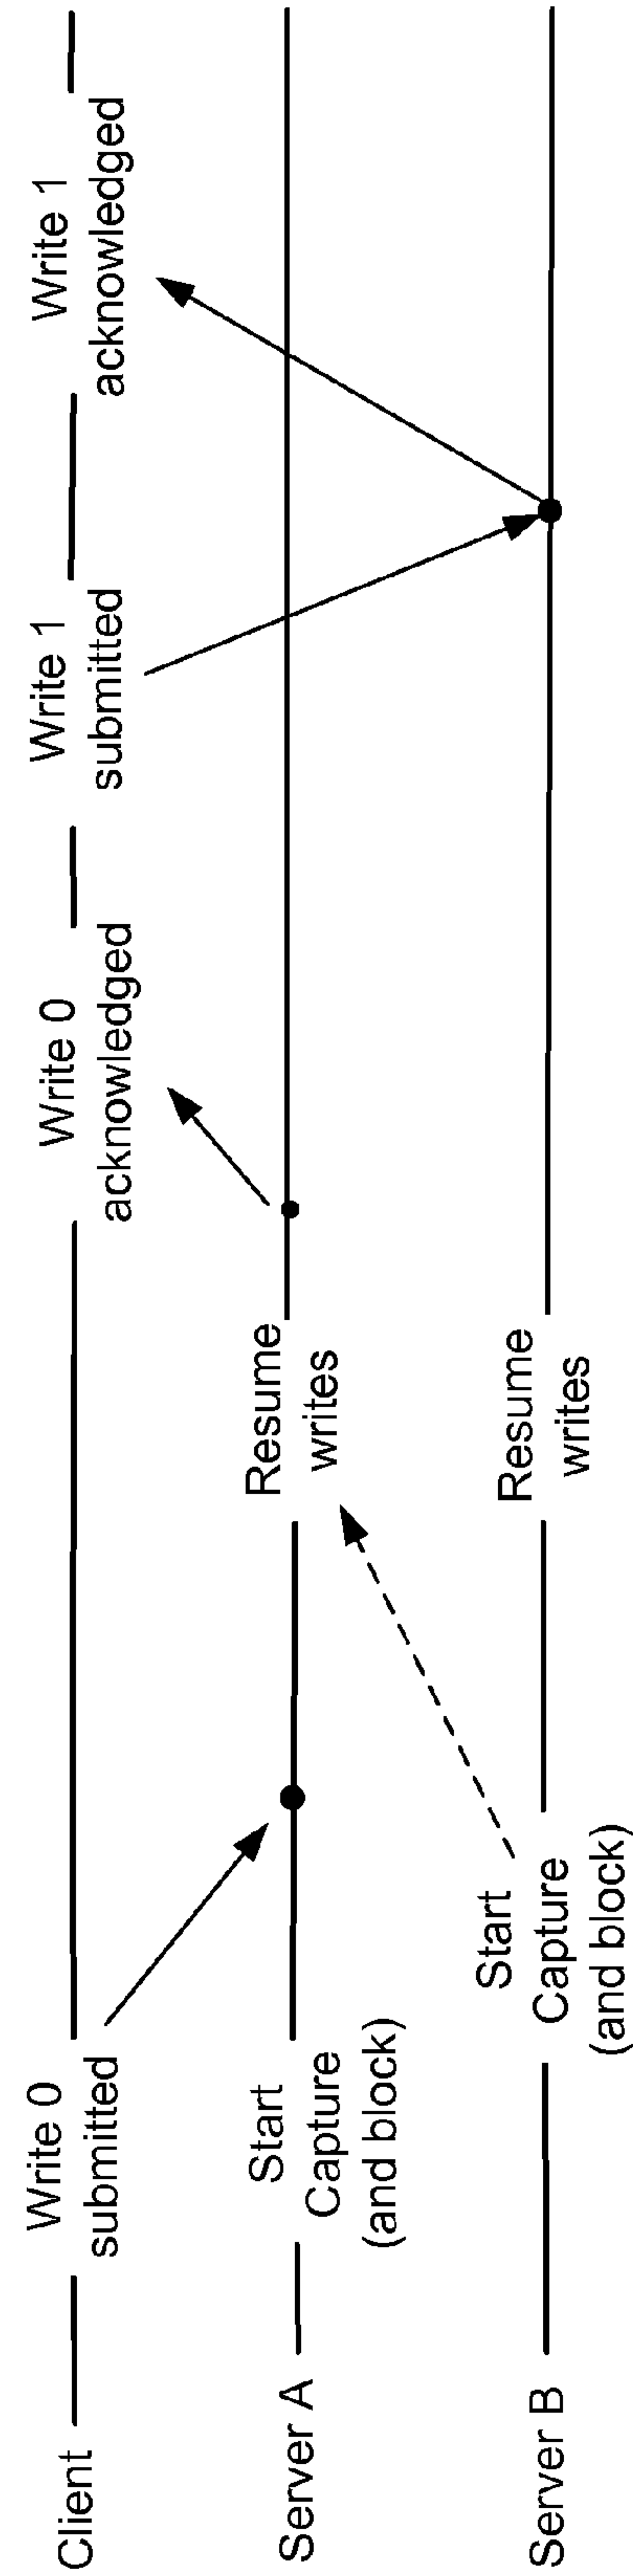 Client
Write 0
submitted
Write 0
acknowledged
Write 1
submitted
Write 1
acknowledged
Server A
Start
Capture
(and block)
Resume
writes
Server B
Start
Capture
(and block)
Resume
writes